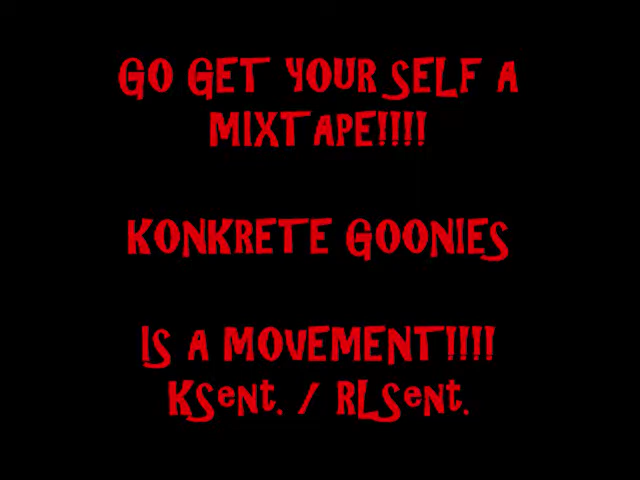 GO GET YOUR SELF A
MIXTAPE!!!!
KONKRETE GOONIES
IS A MOVEMENT!!!!
KSent. / RLSent.